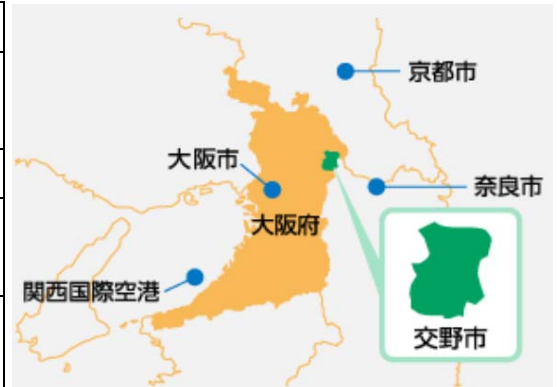 京都市
大阪市
奈良市
大阪府
関西国際空港
交野市